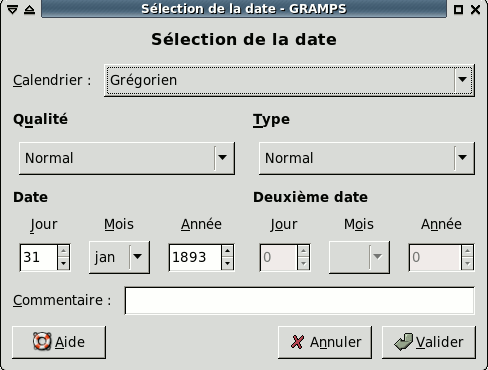 Sélection de la date - GRAMPS
Sélection de la date
Calendrier : Grégorien
Qualité Type
Normal Normal
Date Deuxième date
Jour Mois Année Jour Mois Année
31 jan 1893 0 0
Commentaire :
Aide Annuler Valider